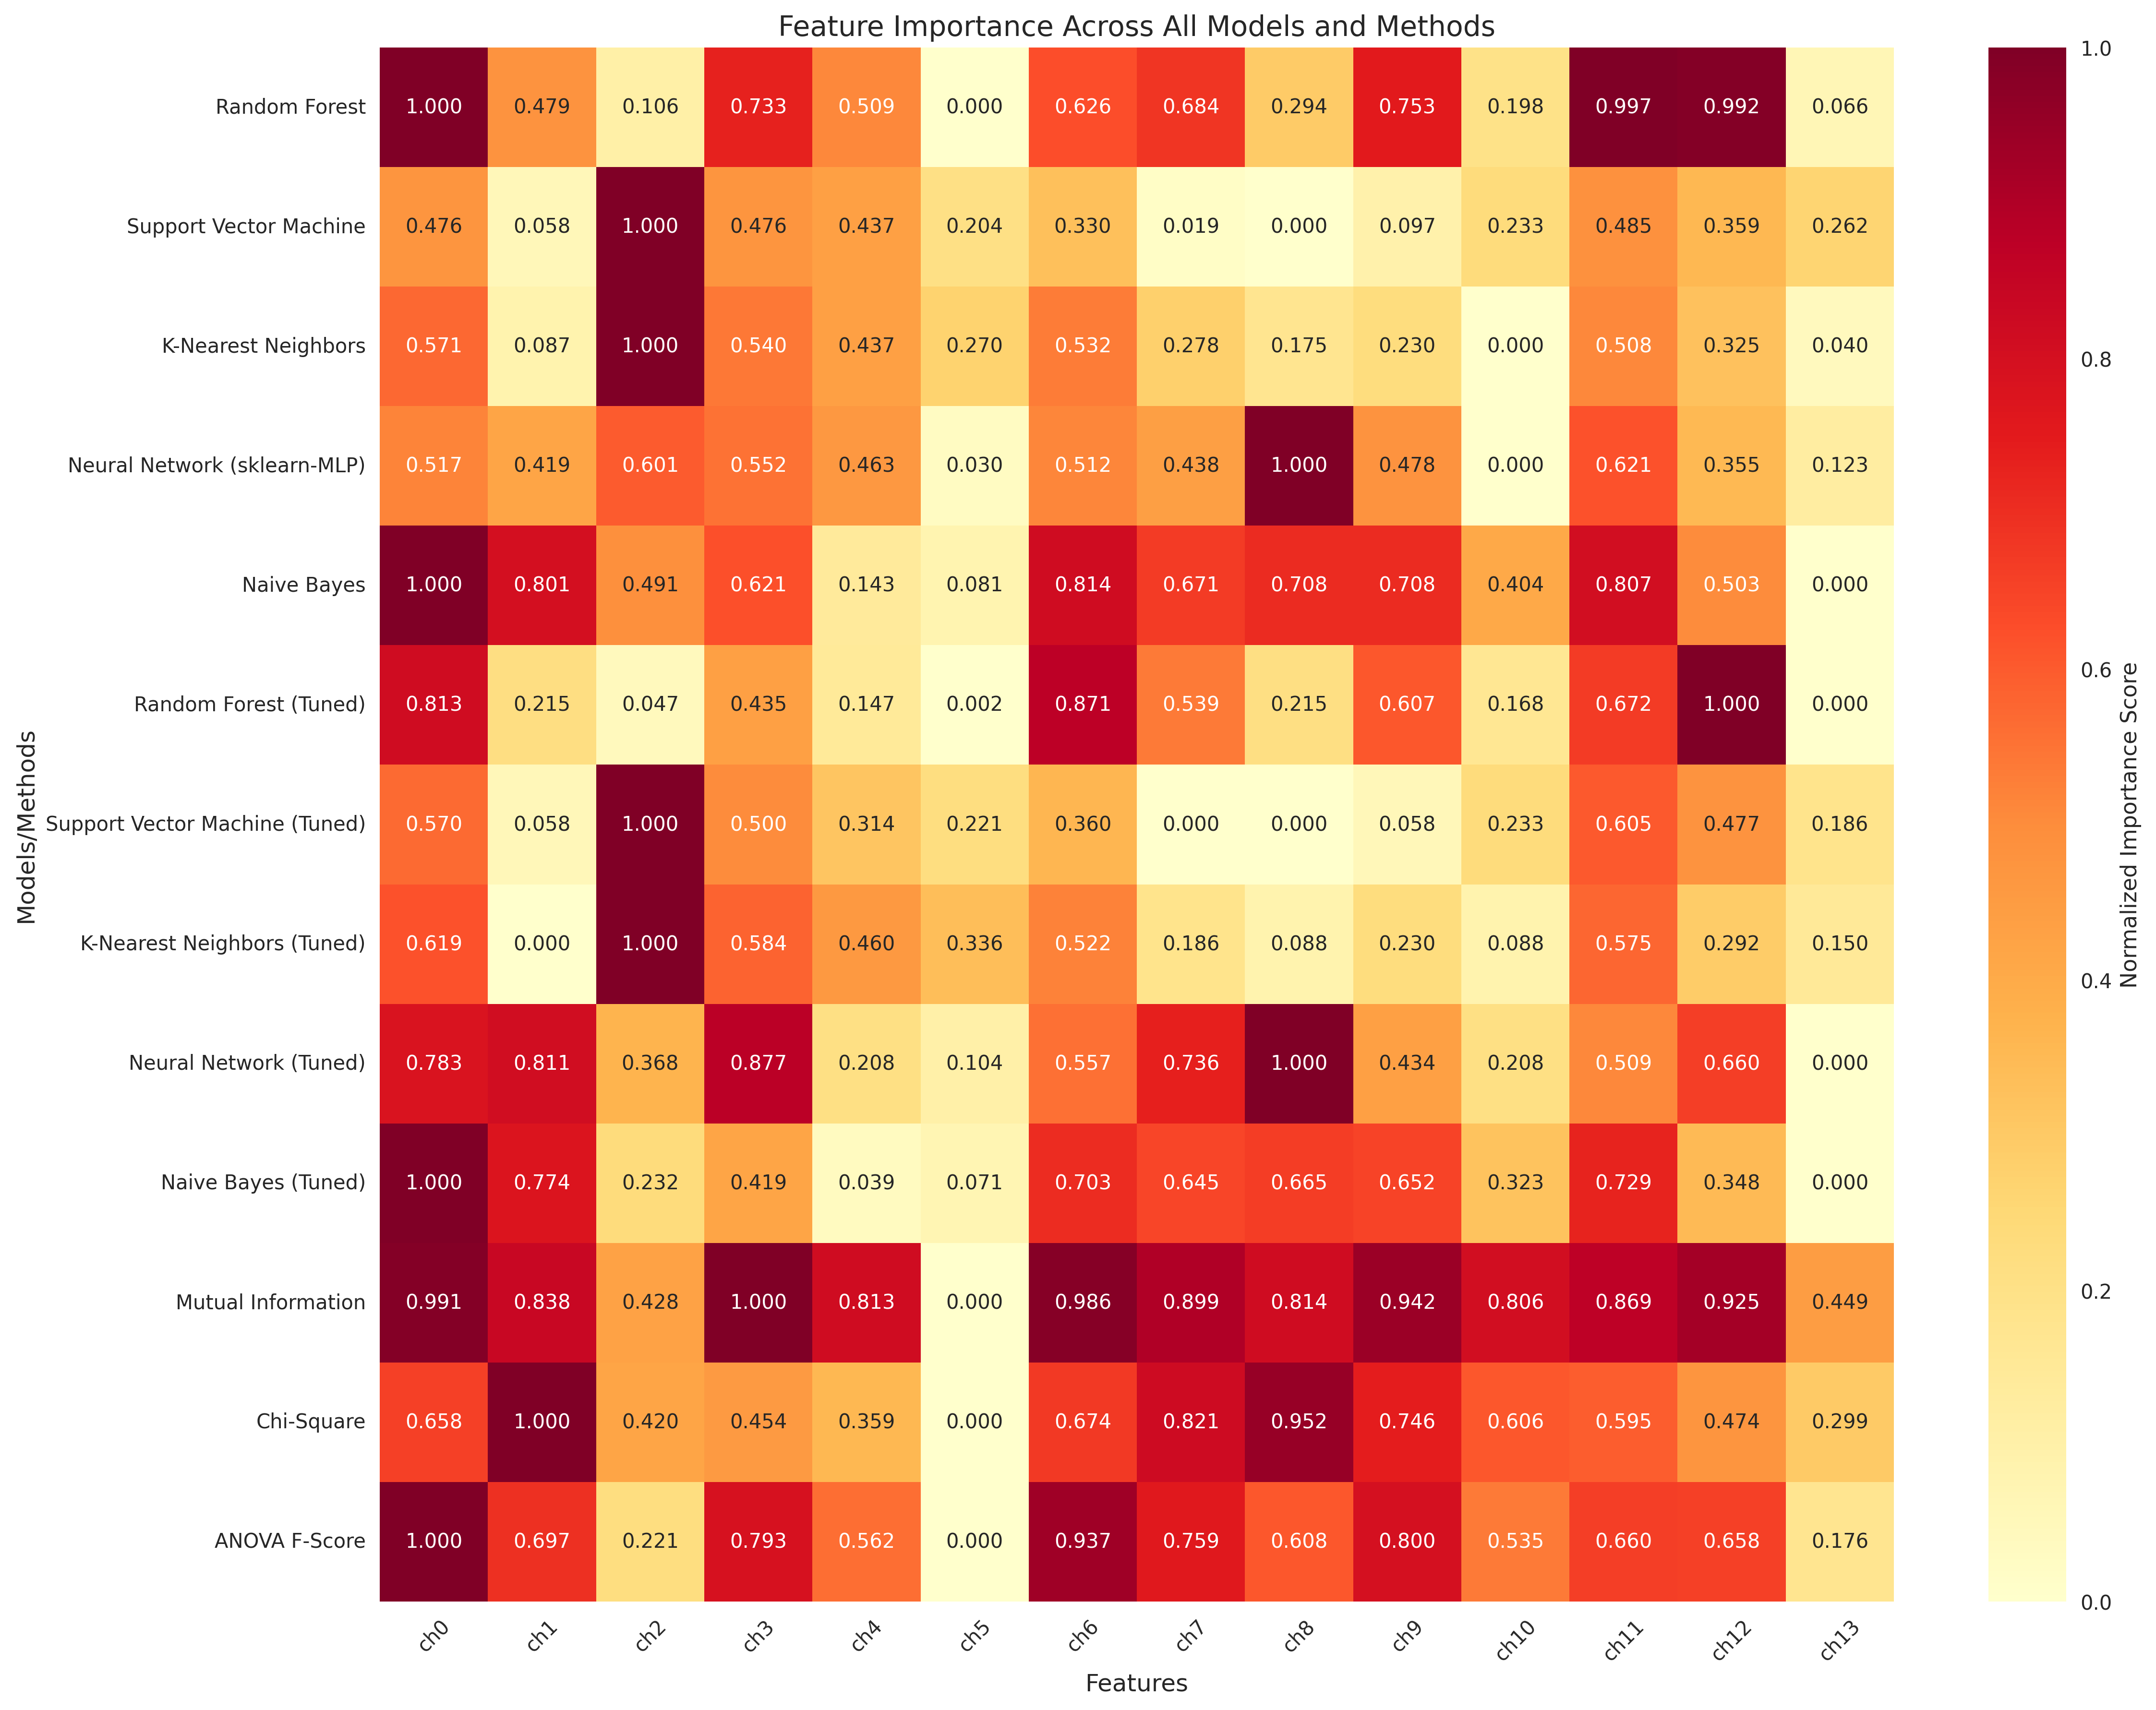 Feature Importance Across All Models and Methods
Random Forest 1.000 0.479 0.106 0.733 0.509 0.000 0.626 0.684 0.294 0.753 0.198 0.997 0.992 0.066
Support Vector Machine 0.476 0.058 1.000 0.476 0.437 0.204 0.330 0.019 0.000 0.097 0.233 0.485 0.359 0.262
K-Nearest Neighbors 0.571 0.087 1.000 0.540 0.437 0.270 0.532 0.278 0.175 0.230 0.000 0.508 0.325 0.040
Neural Network (sklearn-MLP) 0.517 0.419 0.601 0.552 0.463 0.030 0.512 0.438 1.000 0.478 0.000 0.621 0.355 0.123
Naive Bayes 1.000 0.801 0.491 0.621 0.143 0.081 0.814 0.671 0.708 0.708 0.404 0.807 0.503 0.000
Random Forest (Tuned) 0.813 0.215 0.047 0.435 0.147 0.002 0.871 0.539 0.215 0.607 0.168 0.672 1.000 0.000
Support Vector Machine (Tuned) 0.570 0.058 1.000 0.500 0.314 0.221 0.360 0.000 0.000 0.058 0.233 0.605 0.477 0.186
K-Nearest Neighbors (Tuned) 0.619 0.000 1.000 0.584 0.460 0.336 0.522 0.186 0.088 0.230 0.088 0.575 0.292 0.150
Neural Network (Tuned) 0.783 0.811 0.368 0.877 0.208 0.104 0.557 0.736 1.000 0.434 0.208 0.509 0.660 0.000
Naive Bayes (Tuned) 1.000 0.774 0.232 0.419 0.039 0.071 0.703 0.645 0.665 0.652 0.323 0.729 0.348 0.000
Mutual Information 0.991 0.838 0.428 1.000 0.813 0.000 0.986 0.899 0.814 0.942 0.806 0.869 0.925 0.449
Chi-Square 0.658 1.000 0.420 0.454 0.359 0.000 0.674 0.821 0.952 0.746 0.606 0.595 0.474 0.299
ANOVA F-Score 1.000 0.697 0.221 0.793 0.562 0.000 0.937 0.759 0.608 0.800 0.535 0.660 0.658 0.176
ch0 ch1 ch2 ch3 ch4 ch5 ch6 ch7 ch8 ch9 ch10 ch11 ch12 ch13
Features
Models/Methods
1.0
0.8
0.6
0.4
0.2
0.0
Normalized Importance Score